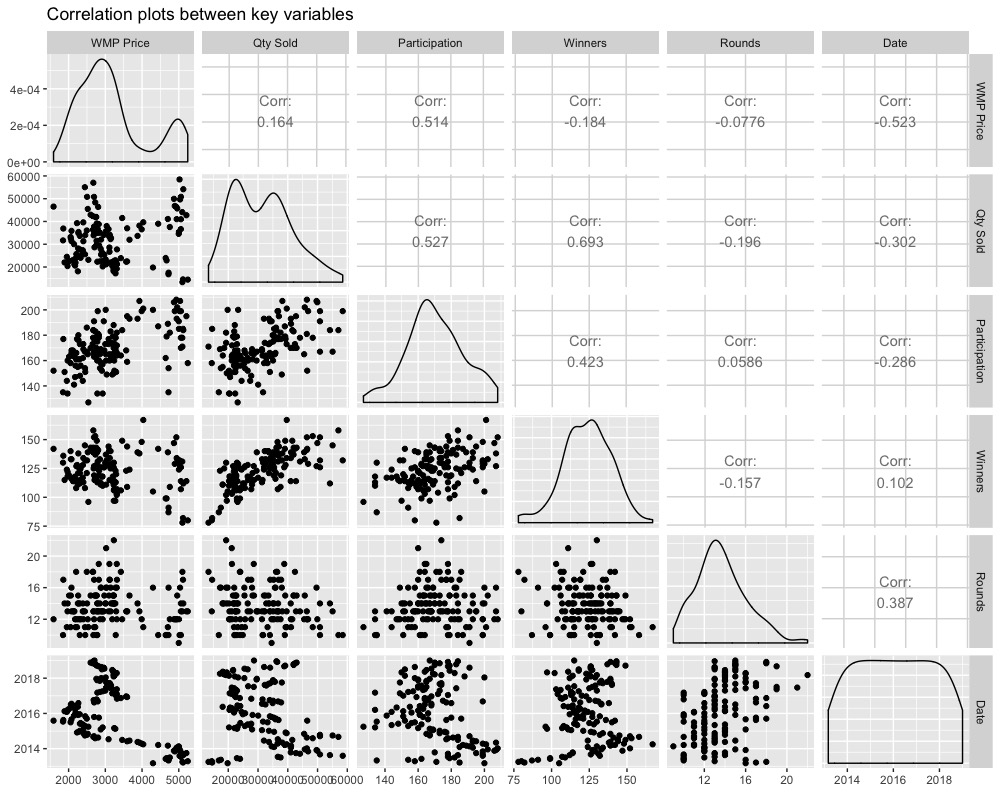 Correlation plots between key variables
WMP Price Qty Sold Participation Winners Rounds Date
4e-04
2e-04
0e+00
Corr:
0.164
Corr:
0.514
Corr:
-0.184
Corr:
-0.0776
Corr:
-0.523
WMP Price
60000
50000
40000
30000
20000
Corr:
0.527
Corr:
0.693
Corr:
-0.196
Corr:
-0.302
Qty Sold
200
180
160
140
Corr:
0.423
Corr:
0.0586
Corr:
-0.286
Participation
150
125
100
75
Corr:
-0.157
Corr:
0.102
Winners
20
16
12
Corr:
0.387
Rounds
2018
2016
2014
Date
2000 3000 4000 5000 20000 30000 40000 50000 60000 140 160 180 200 75 100 125 150 12 16 20 2014 2016 2018